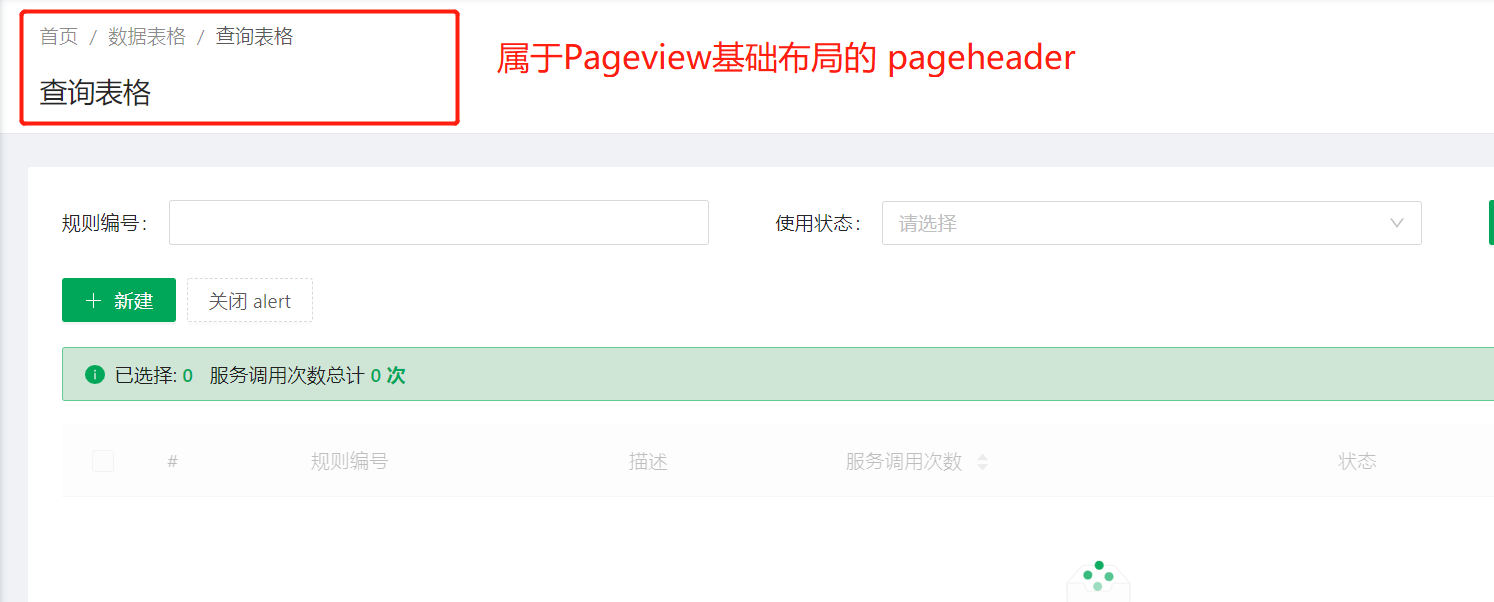 首页 / 数据表格 / 查询表格
属于Pageview基础布局的 pageheader
查询表格
规则编号:
使用状态: 请选择
+ 新建 关闭 alert
已选择: 0 服务调用次数总计 0 次
# 规则编号 描述 服务调用次数 状态